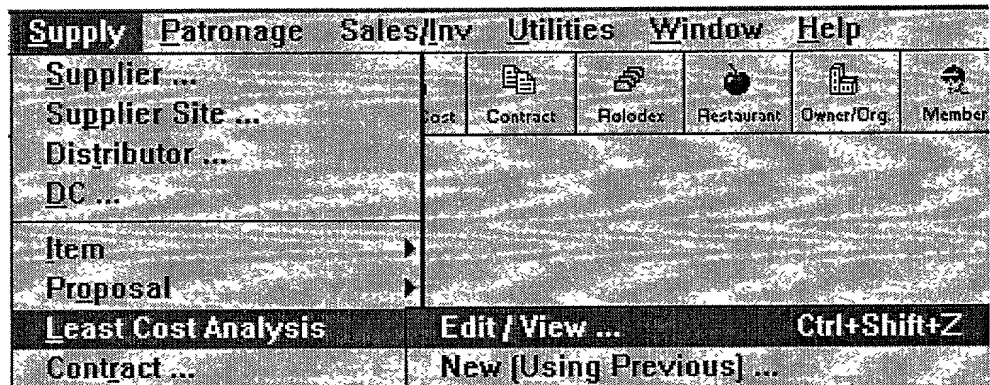 Supply Patronage Sales/Inv Utilities Window Help
Supplier ...
Supplier Site ...
Distributor ...
DC ...
Cost Contract Rolodex Restaurant Owner/Org. Member
Item
Proposal
Least Cost Analysis Edit / View ... Ctrl+Shift+Z
Contract ... New (Using Previous) ...